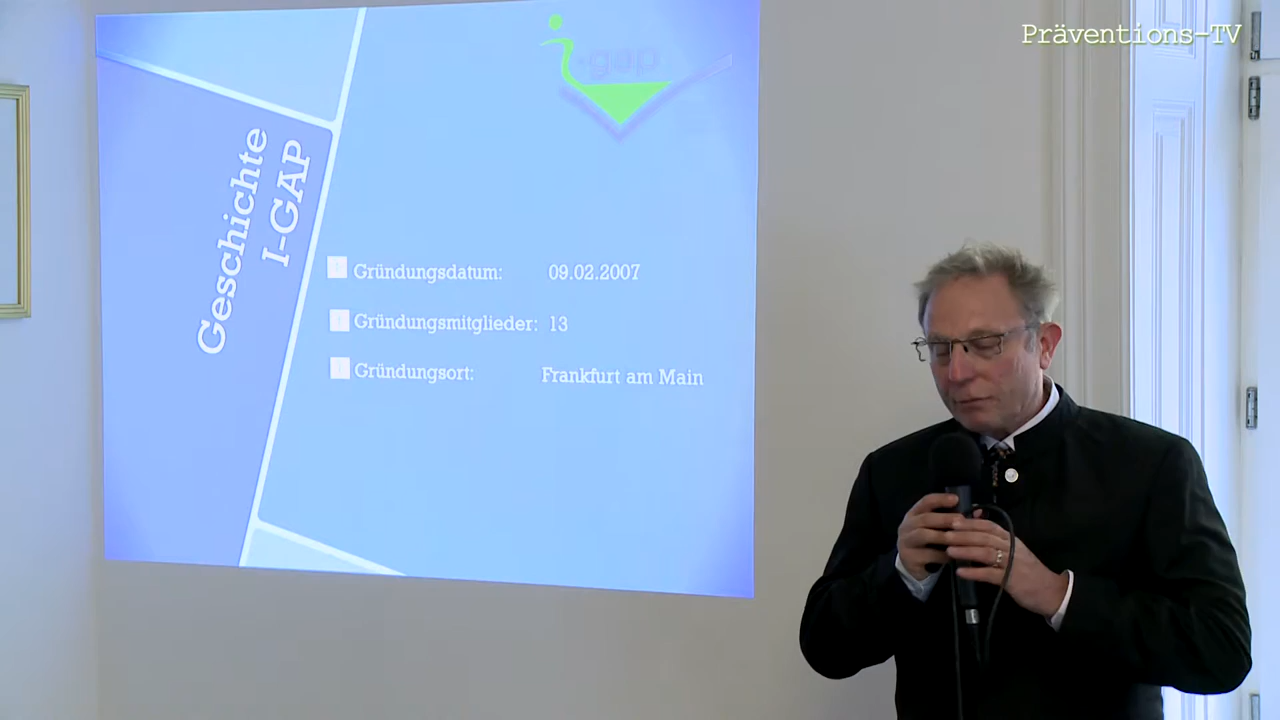 Präventions-TV
i-gap
Geschichte
I-GAP
Gründungsdatum: 09.02.2007
Gründungsmitglieder: 13
Gründungsort: Frankfurt am Main